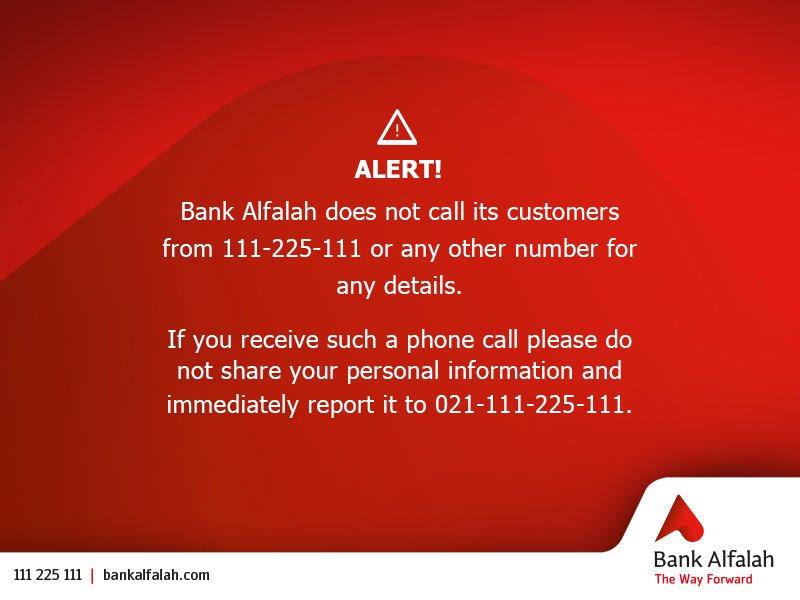 ALERT!
Bank Alfalah does not call its customers
from 111-225-111 or any other number for
any details.
If you receive such a phone call please do
not share your personal information and
immediately report it to 021-111-225-111.
Bank Alfalah
The Way Forward
111 225 111 | bankalfalah.com